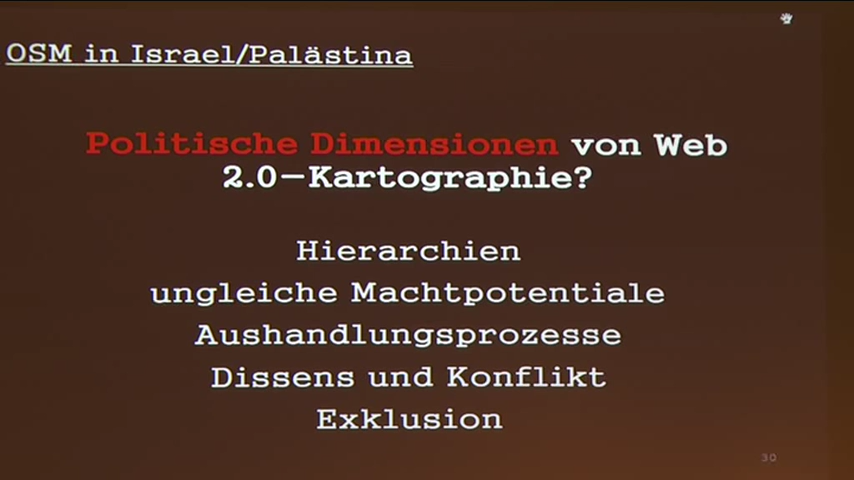 OSM in Israel/Palästina
Politische Dimensionen von Web
2.0-Kartographie?
Hierarchien
ungleiche Machtpotentiale
Aushandlungsprozesse
Dissens und Konflikt
Exklusion
30